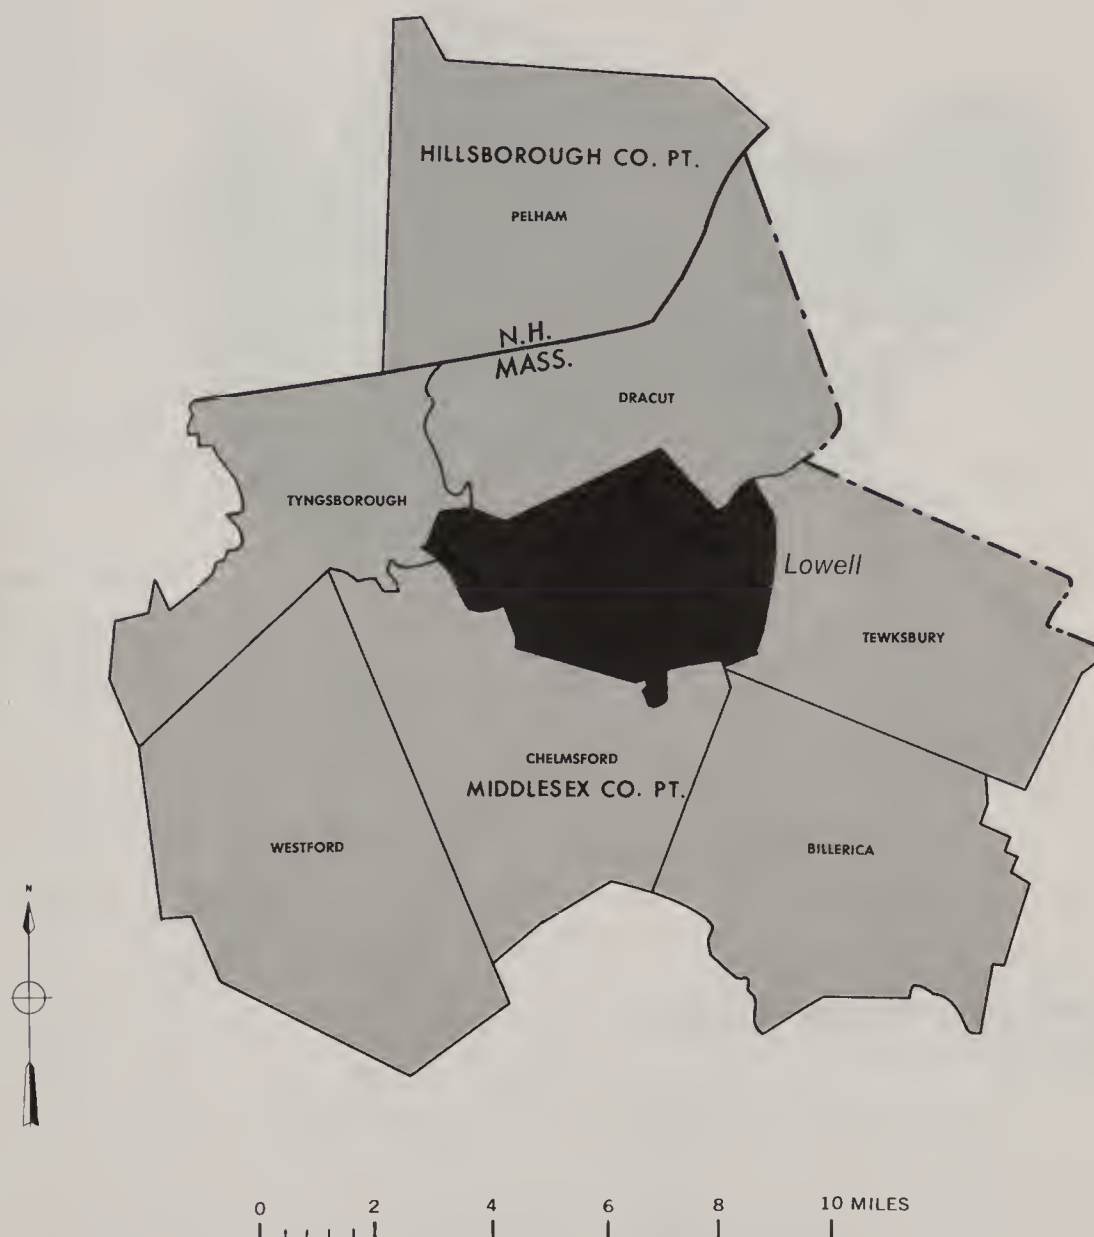 HILLSBOROUGH CO. PT.
PELHAM
N.H.
MASS.
DRACUT
TYNGSBOROUGH
Lowell
TEWKSBURY
CHELMSFORD
MIDDLESEX CO. PT.
WESTFORD
BILLERICA
N
0 2 4 6 8 10 MILES